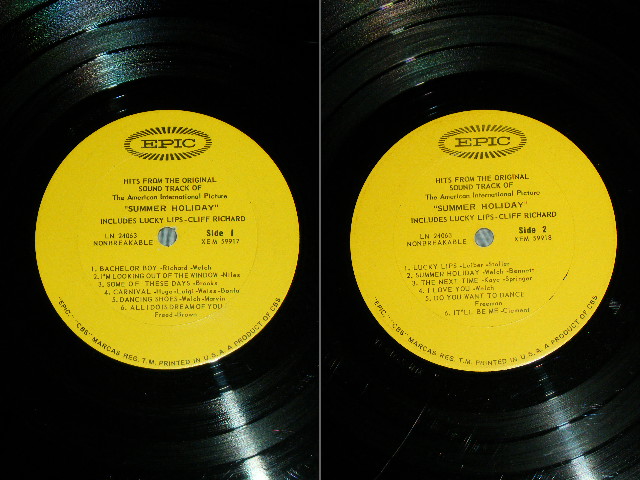 EPIC
HITS FROM THE ORIGINAL
SOUND TRACK OF
The American International Picture
"SUMMER HOLIDAY"
INCLUDES LUCKY LIPS-CLIFF RICHARD
LN 24063
NONBREAKABLE
Side 1
XEM 59917
1. BACHELOR BOY -Richard -Welch
2. I'M LOOKING OUT OF THE WINDOW -Niles
3. SOME OF THESE DAYS -Brooks
4. CARNIVAL -Hugo-Luigi-Weiss-Bonfa
5. DANCING SHOES -Welch-Marvin
6. ALL I DO IS DREAM OF YOU
Freed-Brown
"EPIC" "CBS" MARCAS REG. T.M. PRINTED IN U.S.A. A PRODUCT OF CBS
EPIC
HITS FROM THE ORIGINAL
SOUND TRACK OF
The American International Picture
"SUMMER HOLIDAY"
INCLUDES LUCKY LIPS-CLIFF RICHARD
LN 24063
NONBREAKABLE
Side 2
XEM 59918
1. LUCKY LIPS -Leiber-Stoller
2. SUMMER HOLIDAY -Welch-Bennett
3. THE NEXT TIME -Kaye-Springer
4. I LOVE YOU -Welch
5. DO YOU WANT TO DANCE
Freeman
6. IT'LL BE ME -Clement
"EPIC" "CBS" MARCAS REG. T.M. PRINTED IN U.S.A. A PRODUCT OF CBS